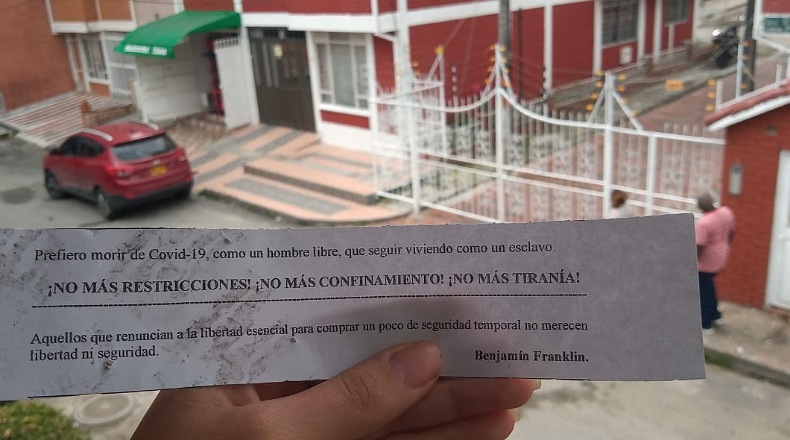 Prefiero morir de Covid-19, como un hombre libre, que seguir viviendo como un esclavo.
¡NO MÁS RESTRICCIONES! ¡NO MÁS CONFINAMIENTO! ¡NO MÁS TIRANÍA!
Aquellos que renuncian a la libertad esencial para comprar un poco de seguridad temporal no merecen
libertad ni seguridad.
Benjamín Franklin.